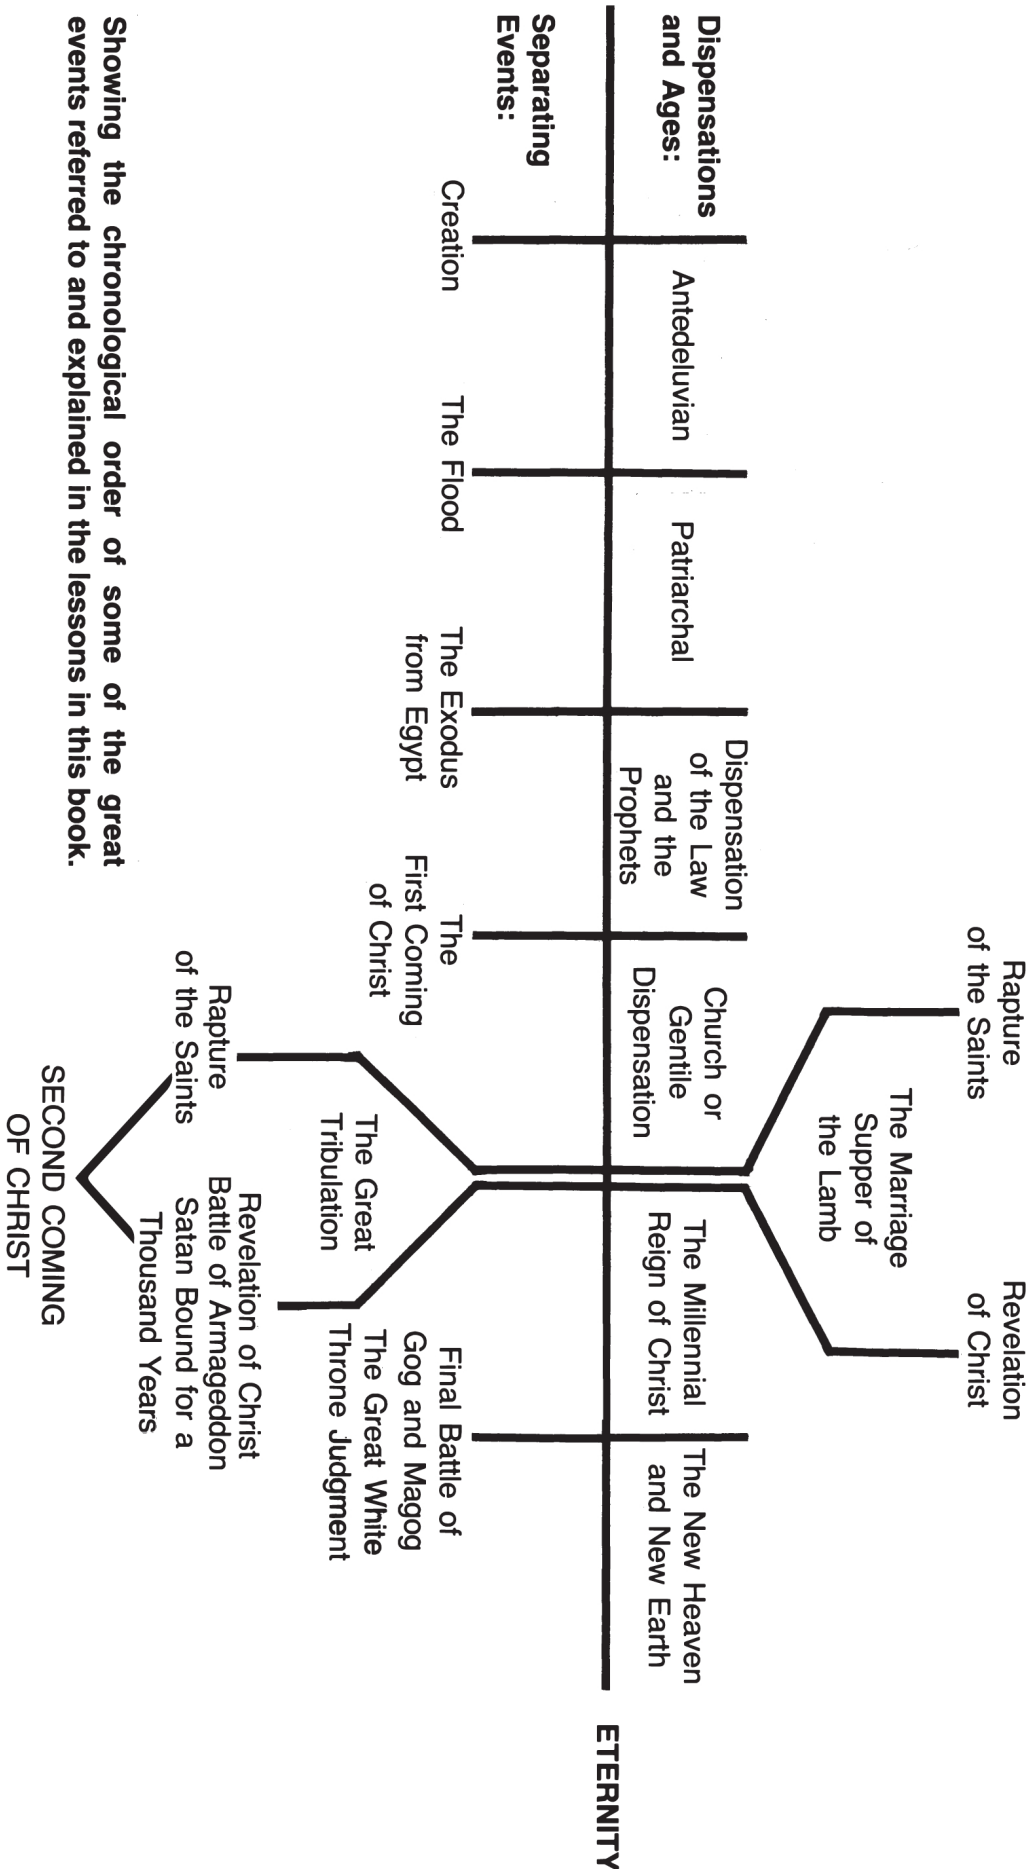 Rapture
of the Saints
Revelation
of Christ
The Marriage
Supper of
the Lamb
Dispensations
and Ages:
Antedeluvian
Patriarchal
Dispensation
of the Law
and the
Prophets
Church or
Gentile
Dispensation
The Millennial
Reign of Christ
The New Heaven
and New Earth
ETERNITY
Separating
Events:
Creation
The Flood
The Exodus
from Egypt
The
First Coming
of Christ
The Great
Tribulation
Final Battle of
Gog and Magog
The Great White
Throne Judgment
Rapture
of the Saints
Revelation of Christ
Battle of Armageddon
Satan Bound for a
Thousand Years
SECOND COMING
OF CHRIST
Showing the chronological order of some of the great
events referred to and explained in the lessons in this book.